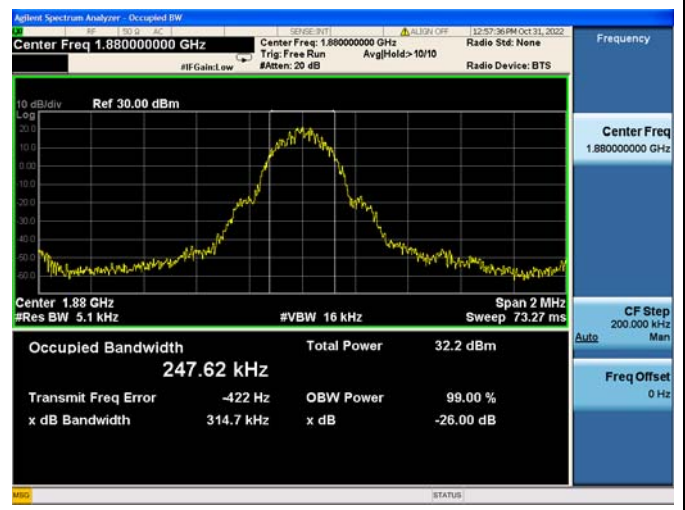 Agilent Spectrum Analyzer - Occupied BW
RF 50 Ω AC SENSE:INT ALIGN OFF 12:57:36 PM Oct 31, 2022
Center Freq 1.880000000 GHz
Center Freq: 1.880000000 GHz
Radio Std: None
Trig: Free Run Avg|Hold:> 10/10
#IFGain:Low #Atten: 20 dB Radio Device: BTS
Frequency
10 dB/div Ref 30.00 dBm
Log
20.0
10.0
0.00
-10.0
-20.0
-30.0
-40.0
-50.0
-60.0
Center 1.88 GHz Span 2 MHz
#Res BW 5.1 kHz #VBW 16 kHz Sweep 73.27 ms
Occupied Bandwidth Total Power 32.2 dBm
247.62 kHz
Transmit Freq Error -422 Hz OBW Power 99.00 %
x dB Bandwidth 314.7 kHz x dB -26.00 dB
Center Freq
1.880000000 GHz
CF Step
200.000 kHz
Auto Man
Freq Offset
0 Hz
MSG STATUS